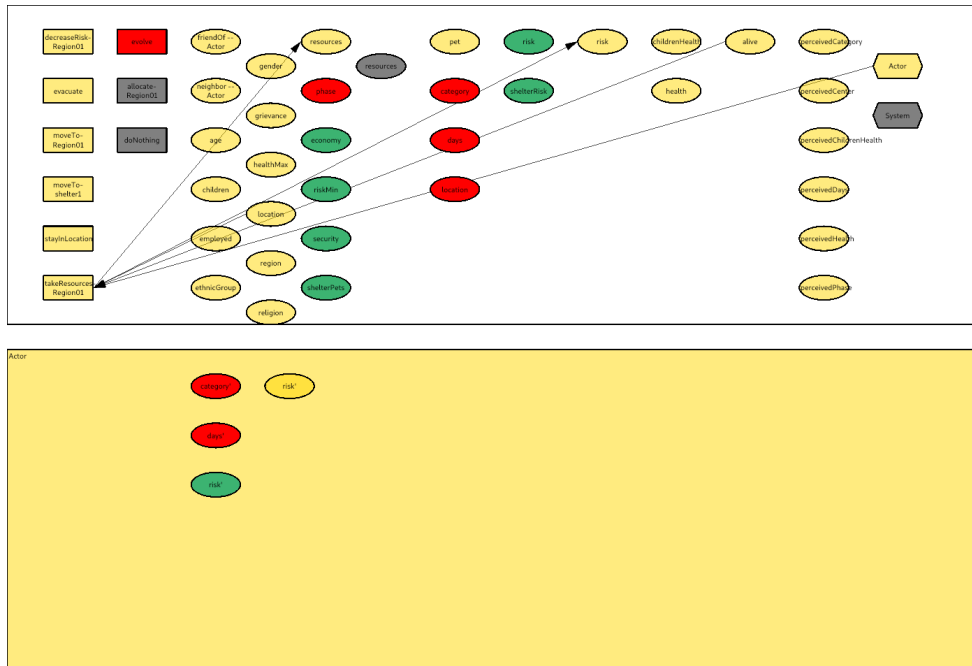 decreaseRisk-
Region01
evolve
friendOf --
Actor
resources
pet
risk
risk
childrenHealth
alive
perceivedCategory
gender
resources
Actor
evacuate
allocate-
Region01
neighbor --
Actor
phase
category
shelterRisk
health
perceivedCenter
grievance
System
moveTo-
Region01
doNothing
age
economy
days
perceivedChildrenHealth
healthMax
moveTo-
shelter1
children
riskMin
location
perceivedDays
location
stayInLocation
employed
security
perceivedHealth
region
takeResources-
Region01
ethnicGroup
shelterPets
perceivedPhase
religion
Actor
category'
risk'
days'
risk'